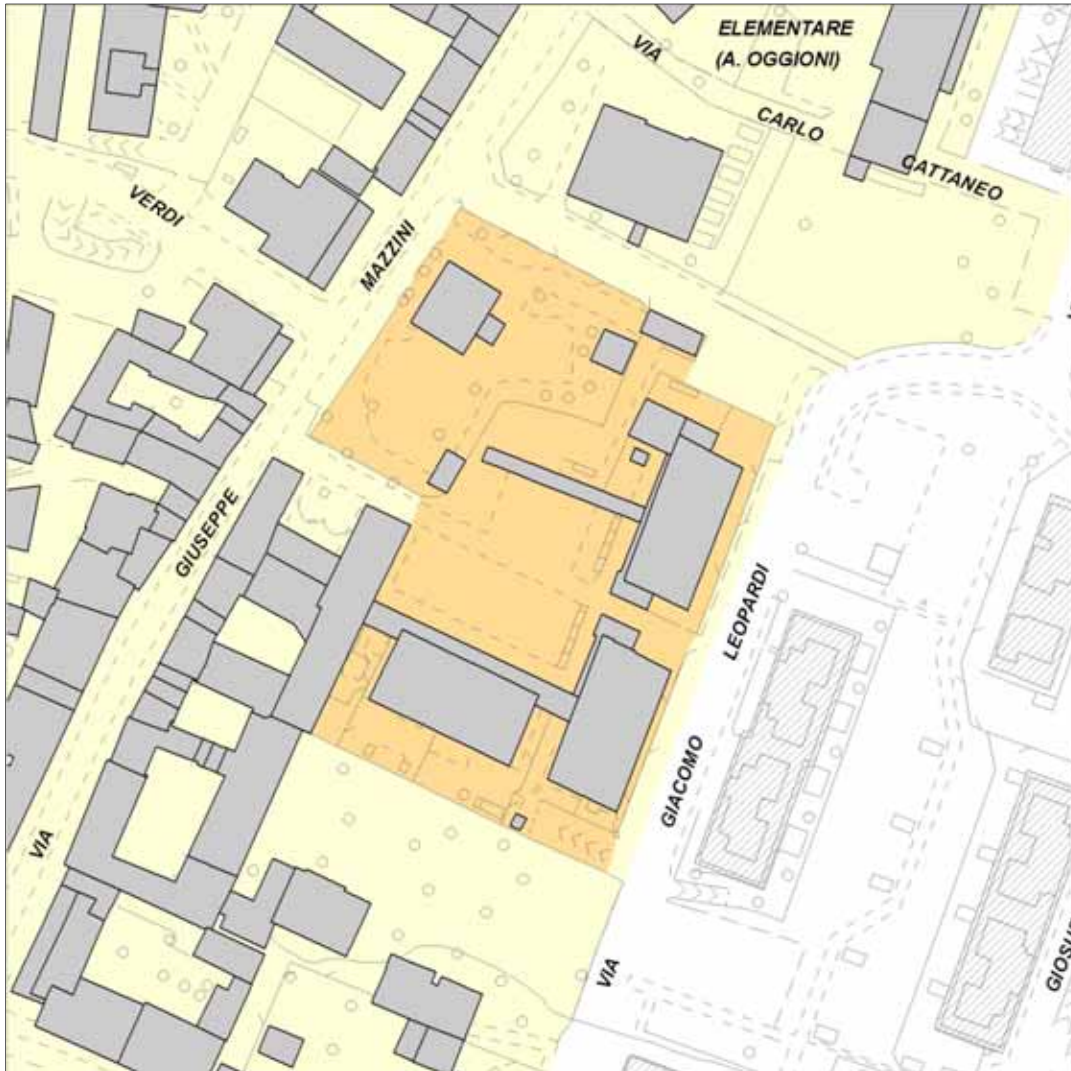 ELEMENTARE
(A. OGGIONI)
VIA
CARLO
CATTANEO
VERDI
MAZZINI
GIUSEPPE
VIA
LEOPARDI
GIACOMO
VIA